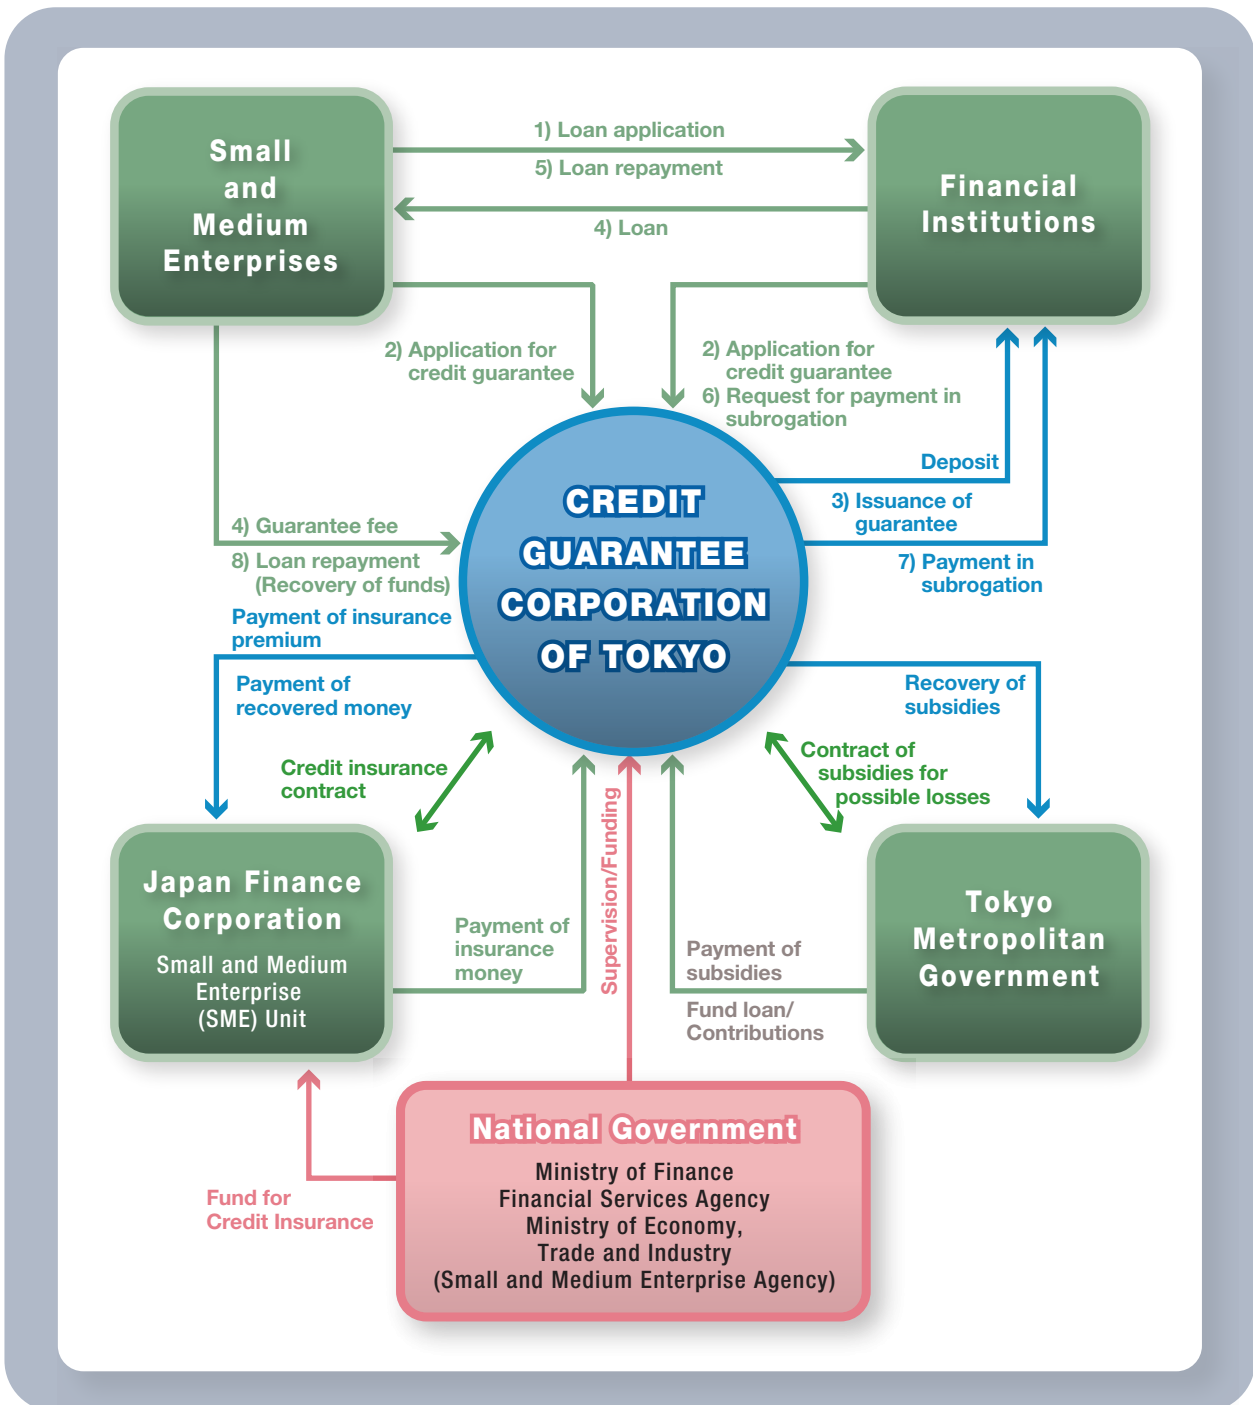 Small
and
Medium
Enterprises
1) Loan application
5) Loan repayment
4) Loan
Financial
Institutions
2) Application for
credit guarantee
2) Application for
credit guarantee
6) Request for payment in
subrogation
Deposit
3) Issuance of
guarantee
7) Payment in
subrogation
CREDIT
GUARANTEE
CORPORATION
OF TOKYO
4) Guarantee fee
8) Loan repayment
(Recovery of funds)
Payment of insurance
premium
Payment of
recovered money
Recovery of
subsidies
Credit insurance
contract
Contract of
subsidies for
possible losses
Japan Finance
Corporation
Small and Medium
Enterprise
(SME) Unit
Payment of
insurance
money
Supervision/Funding
Payment of
subsidies
Fund loan/
Contributions
Tokyo
Metropolitan
Government
Fund for
Credit Insurance
National Government
Ministry of Finance
Financial Services Agency
Ministry of Economy,
Trade and Industry
(Small and Medium Enterprise Agency)